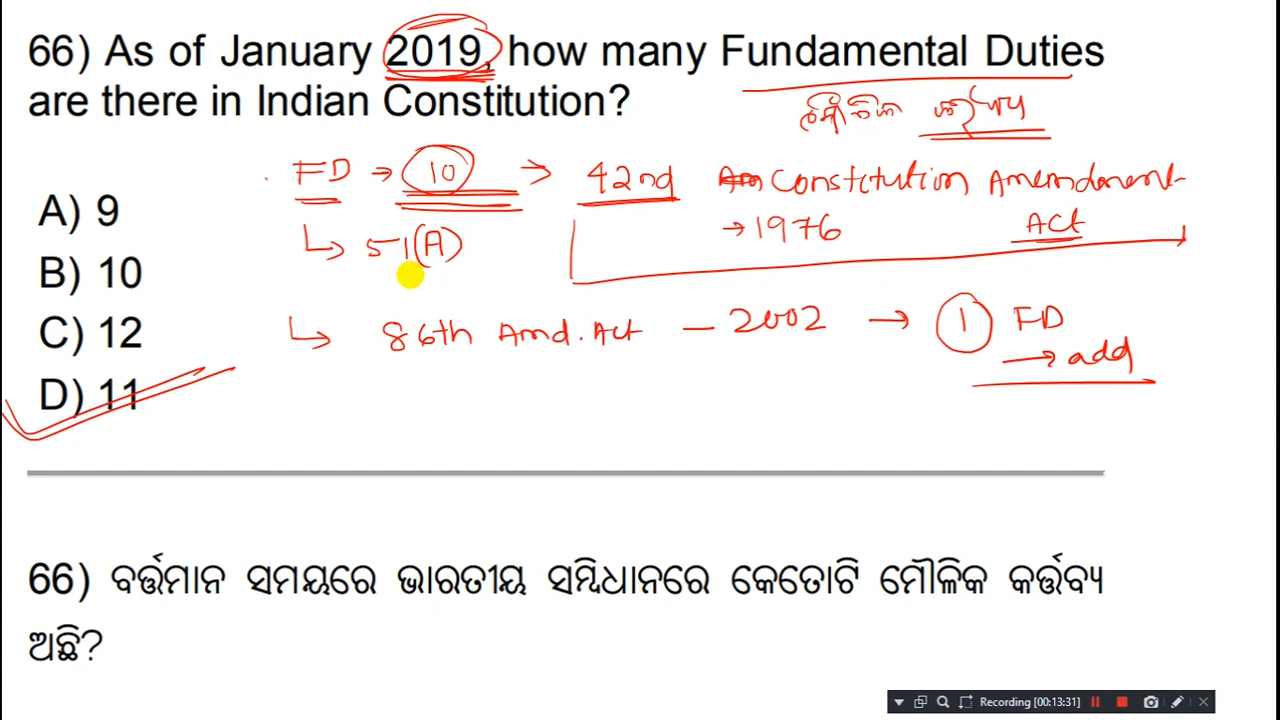 66) As of January 2019, how many Fundamental Duties
are there in Indian Constitution?
ମୌଳିକ କର୍ତ୍ତବ୍ୟ
FD → 10 → 42nd Constitution Amendment
→ 1976 Act
↳ 51(A)
A) 9
B) 10
C) 12
D) 11
↳ 86th Amd. Act – 2002 → 1 FD
→ add
66) ବର୍ତ୍ତମାନ ସମୟରେ ଭାରତୀୟ ସମ୍ବିଧାନରେ କେତୋଟି ମୌଳିକ କର୍ତ୍ତବ୍ୟ
ଅଛି?
Recording [00:13:31]